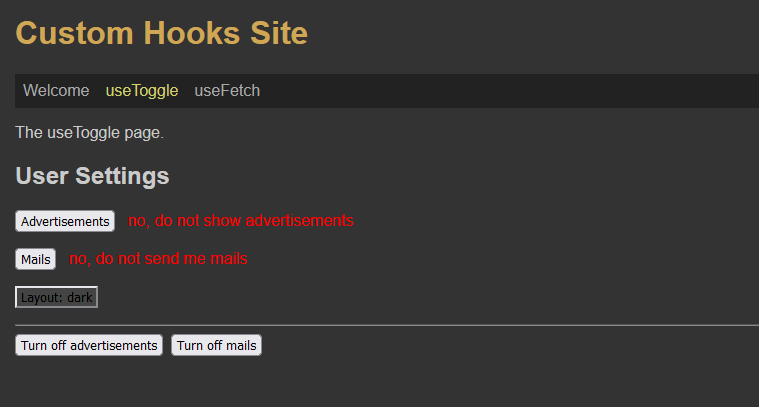 Custom Hooks Site
Welcome useToggle useFetch
The useToggle page.
User Settings
Advertisements no, do not show advertisements
Mails no, do not send me mails
Layout: dark
Turn off advertisements Turn off mails